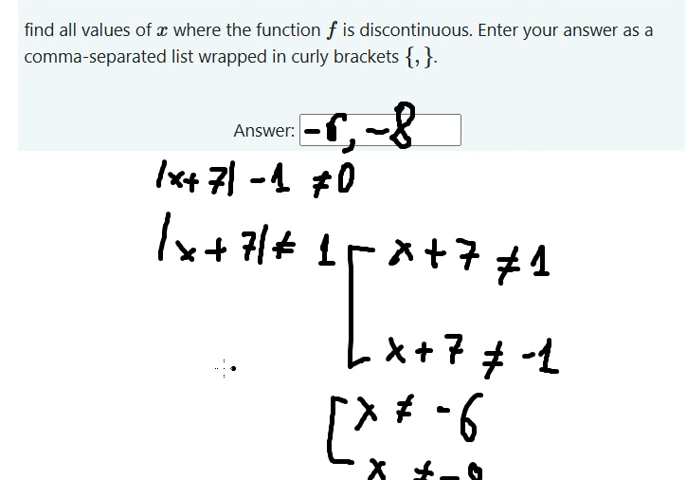 find all values of x where the function f is discontinuous. Enter your answer as a
comma-separated list wrapped in curly brackets {,}.
Answer: -6, -8
|x+7| -1 ≠0
|x+7|≠ 1 [ x+7 ≠1
x+7 ≠ -1
[ x ≠ -6
x ≠ -8